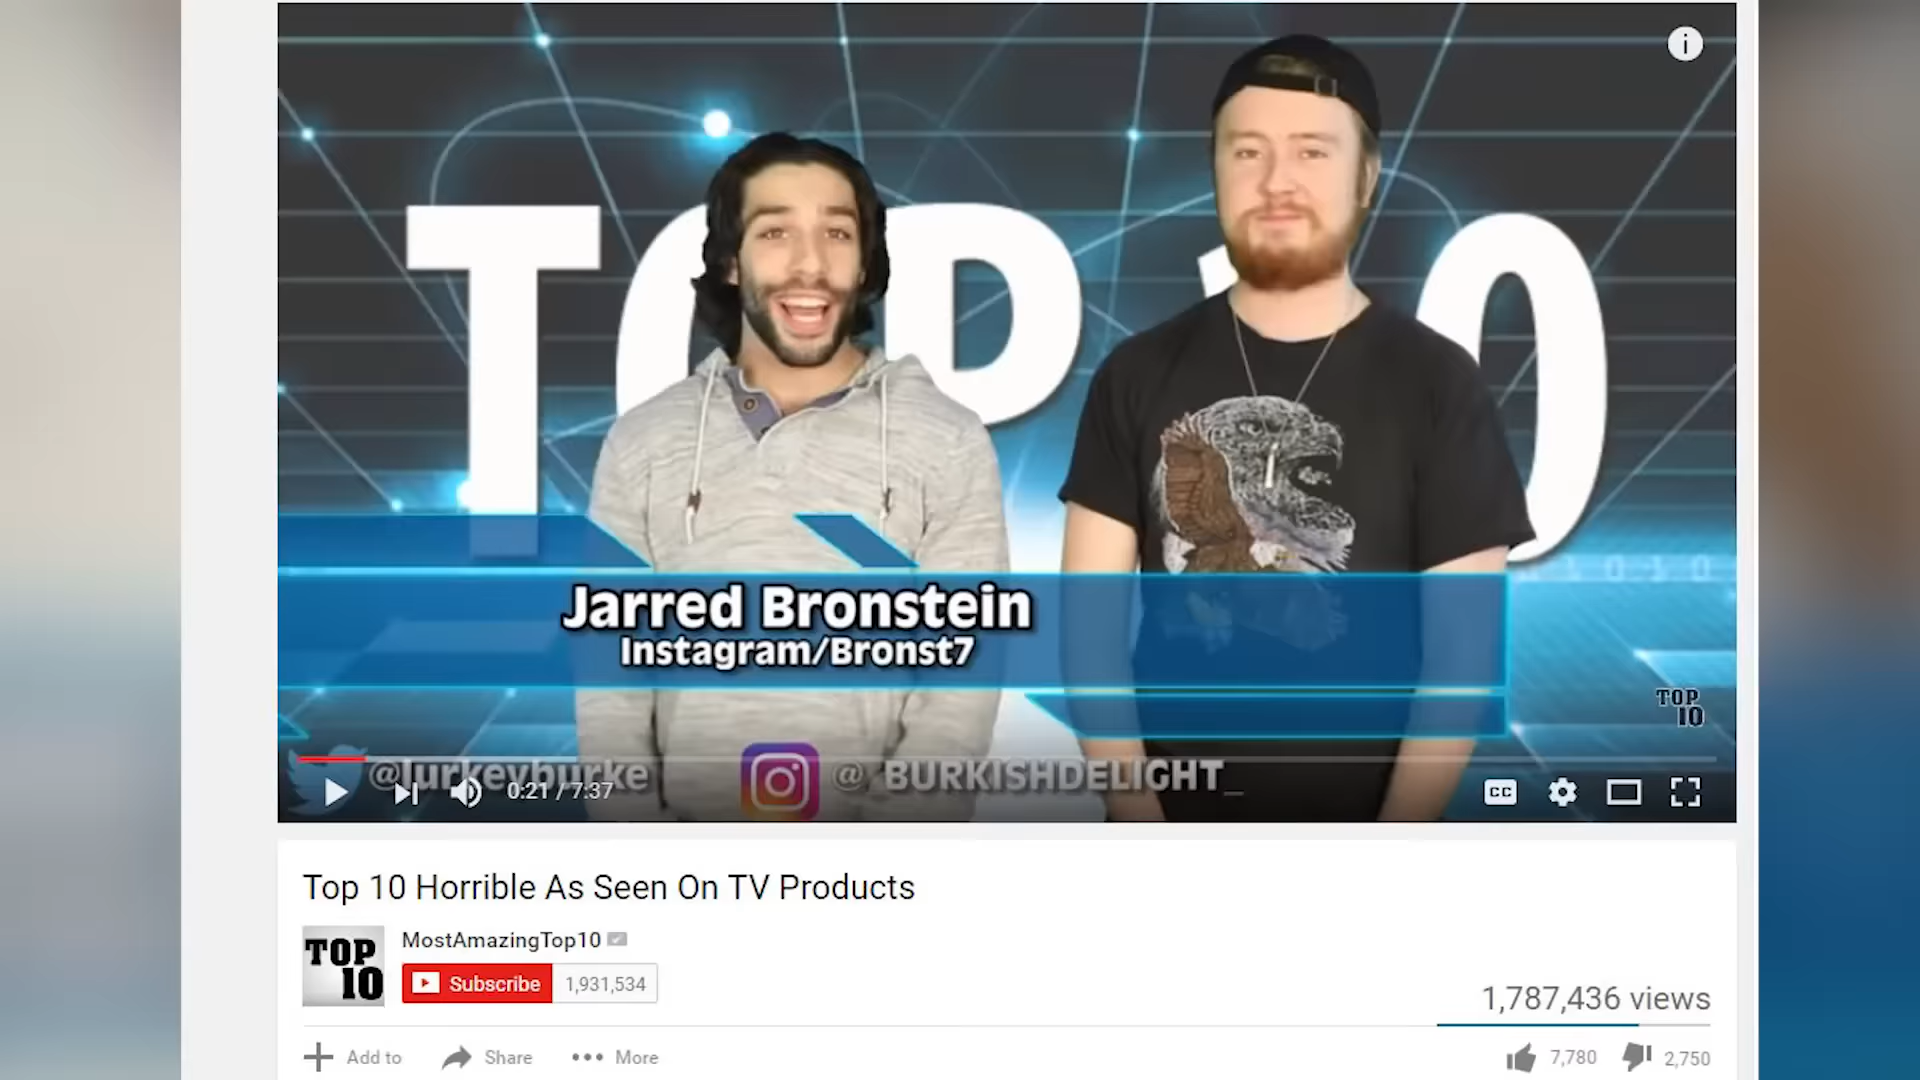 TOP 10
Jarred Bronstein
Instagram/Bronst7
TOP
10
@lurkeyburke
@ BURKISHDELIGHT_
0:21 / 7:37
CC
Top 10 Horrible As Seen On TV Products
TOP
10
MostAmazingTop10
Subscribe 1,931,534
1,787,436 views
Add to Share More
7,780 2,750